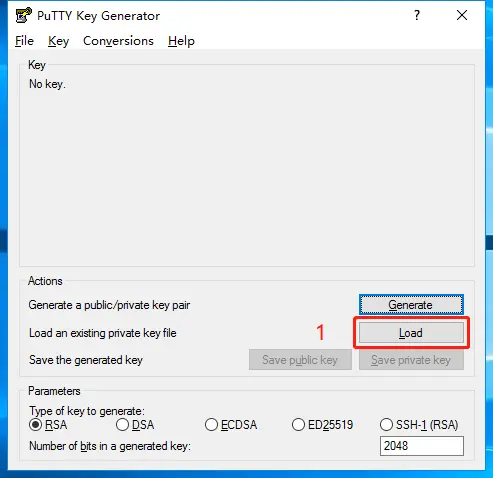 PuTTY Key Generator
?
File Key Conversions Help
Key
No key.
Actions
Generate a public/private key pair
Generate
Load an existing private key file
1
Load
Save the generated key
Save public key
Save private key
Parameters
Type of key to generate:
RSA DSA ECDSA ED25519 SSH-1 (RSA)
Number of bits in a generated key:
2048